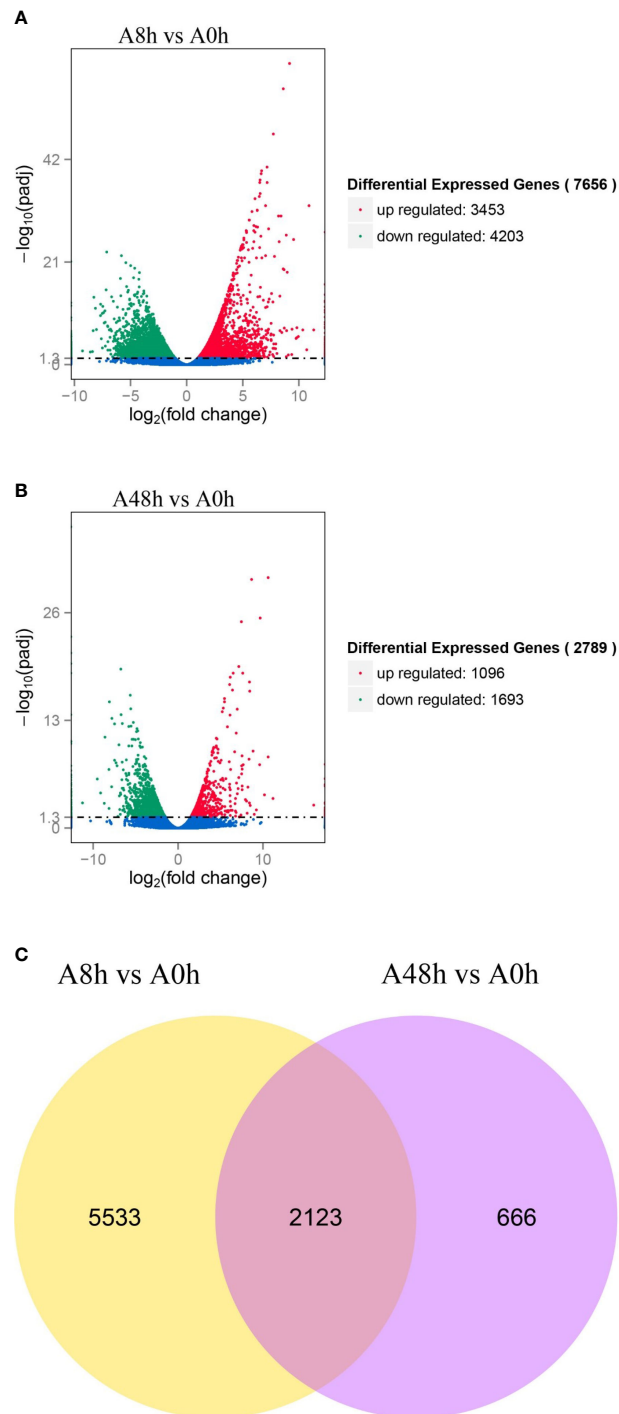 A
A8h vs A0h
42
21
1.3
0
−log10(padj)
−10
−5
0
5
10
log2(fold change)
Differential Expressed Genes ( 7656 )
up regulated: 3453
down regulated: 4203
B
A48h vs A0h
26
13
1.3
0
−log10(padj)
−10
0
10
log2(fold change)
Differential Expressed Genes ( 2789 )
up regulated: 1096
down regulated: 1693
C
A8h vs A0h
A48h vs A0h
5533
2123
666